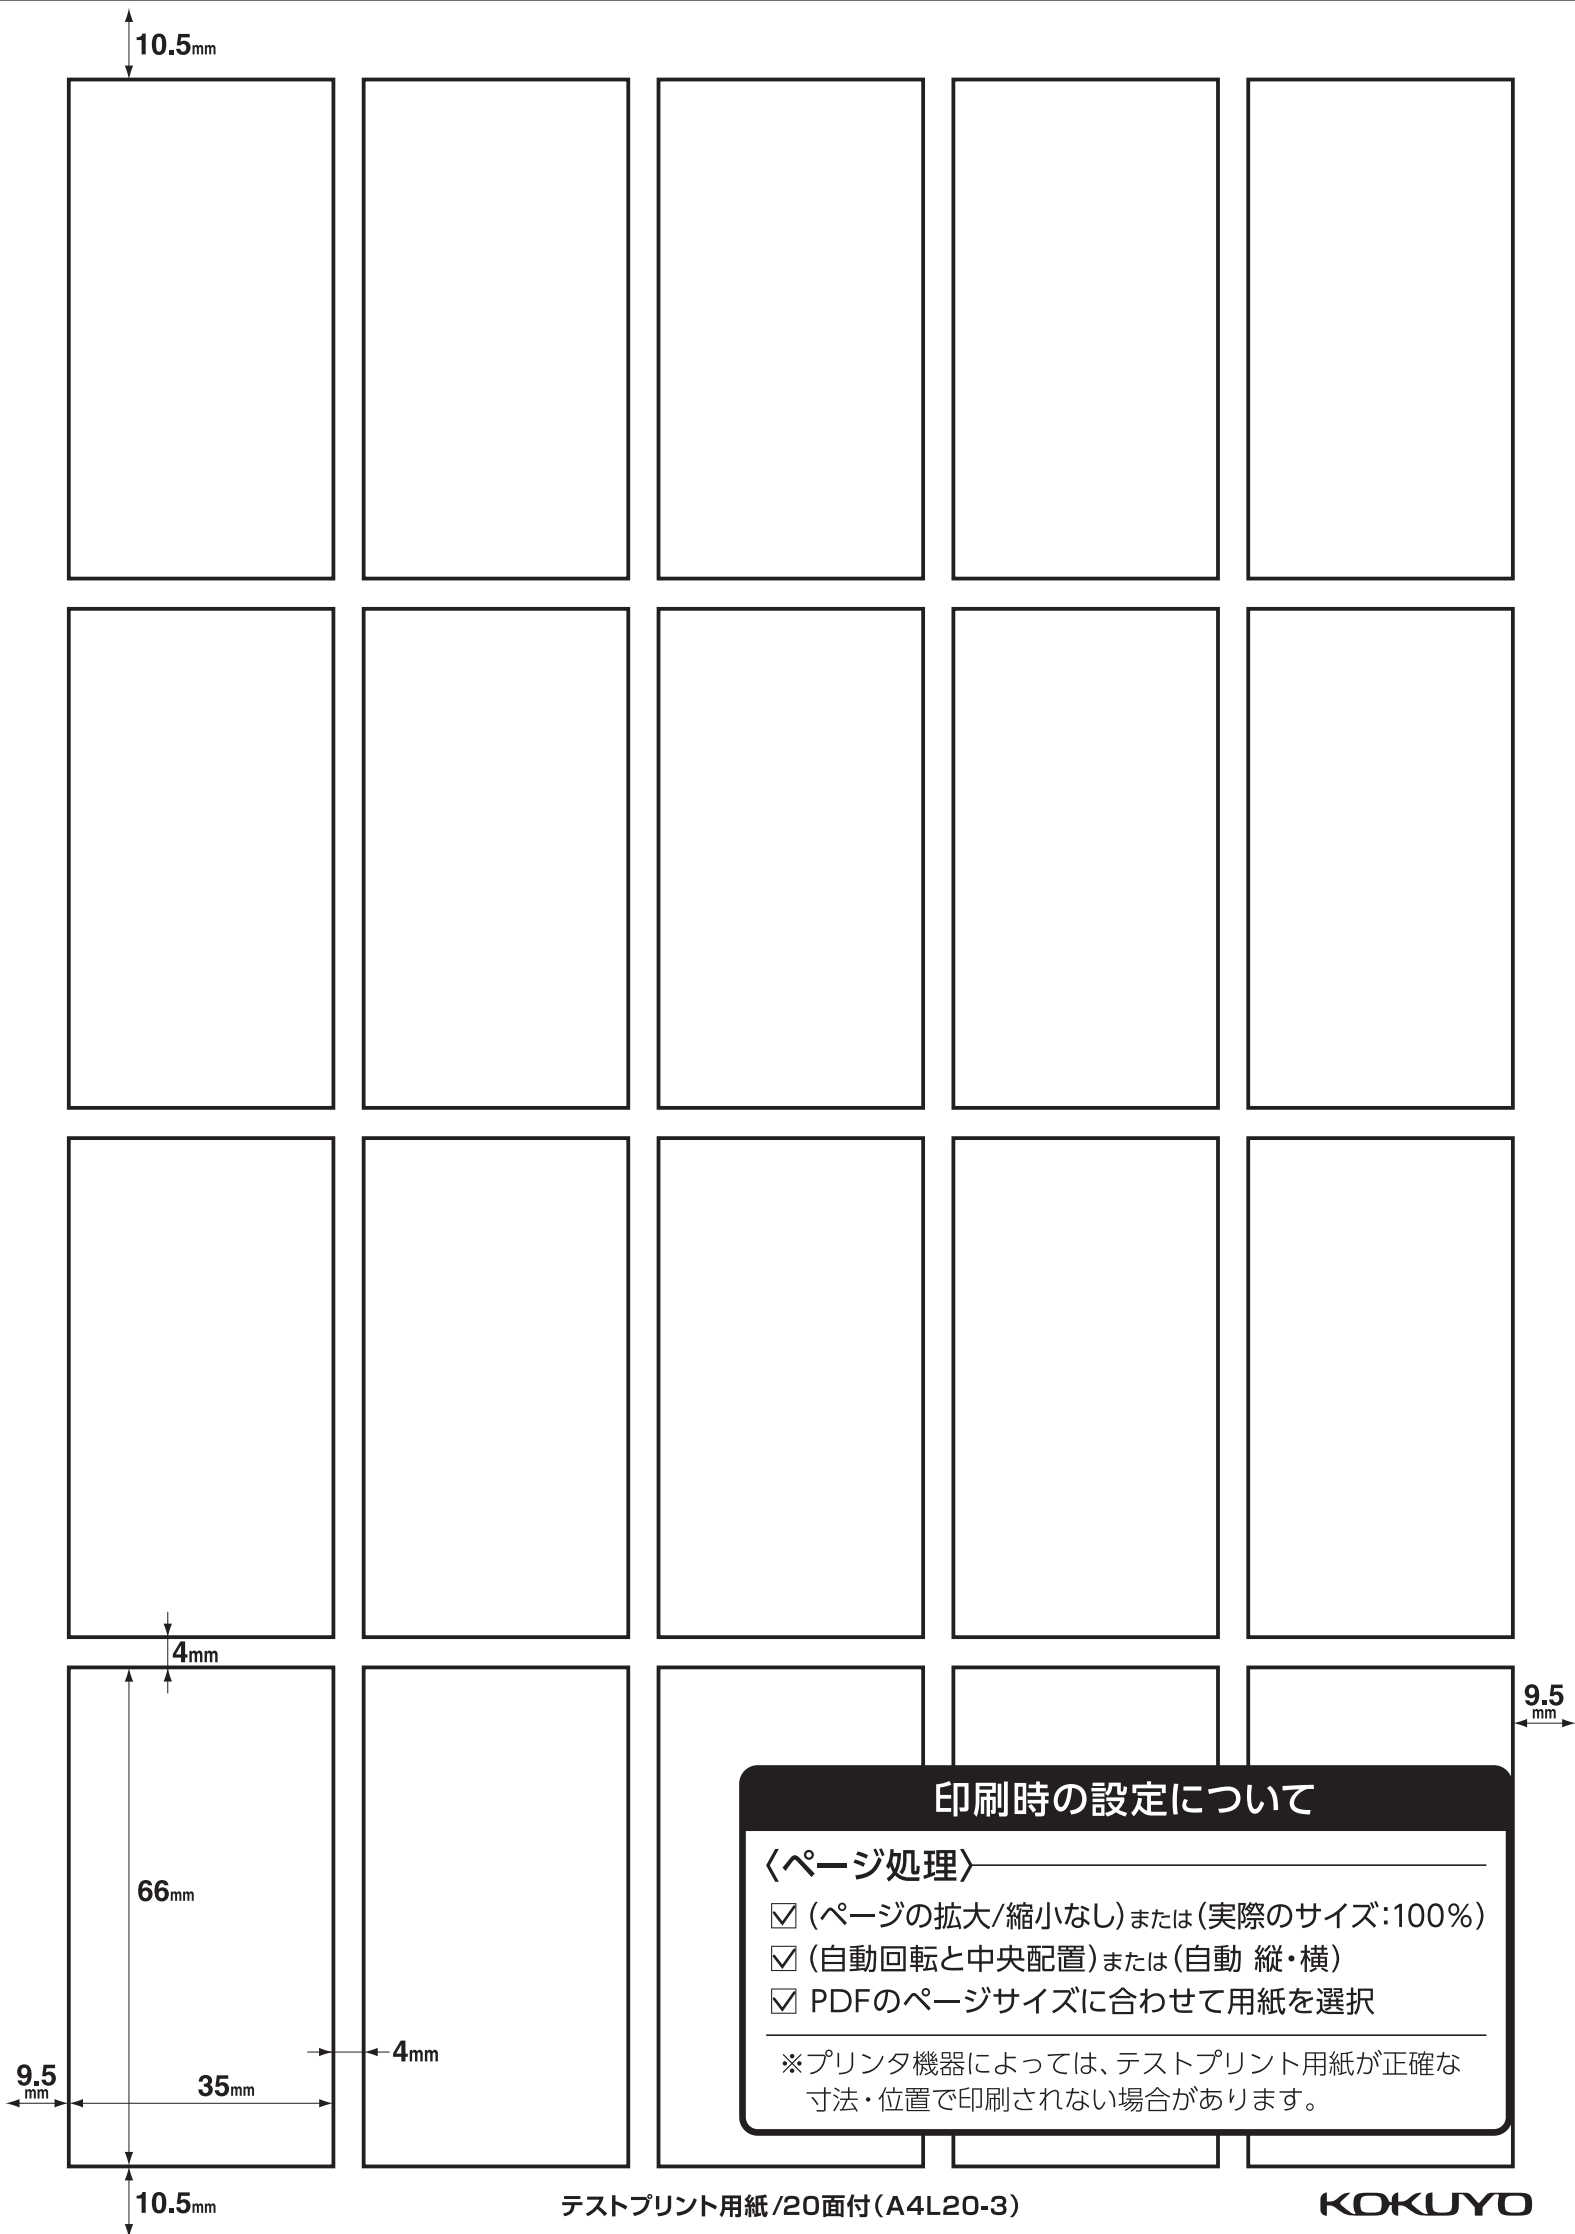 10.5mm
4mm
9.5
mm
印刷時の設定について
〈ページ処理〉
☑ (ページの拡大/縮小なし)または(実際のサイズ:100%)
☑ (自動回転と中央配置)または(自動 縦・横)
☑ PDFのページサイズに合わせて用紙を選択
※プリンタ機器によっては、テストプリント用紙が正確な
寸法・位置で印刷されない場合があります。
66mm
4mm
9.5
mm
35mm
10.5mm
テストプリント用紙/20面付(A4L20-3)
KOKUYO